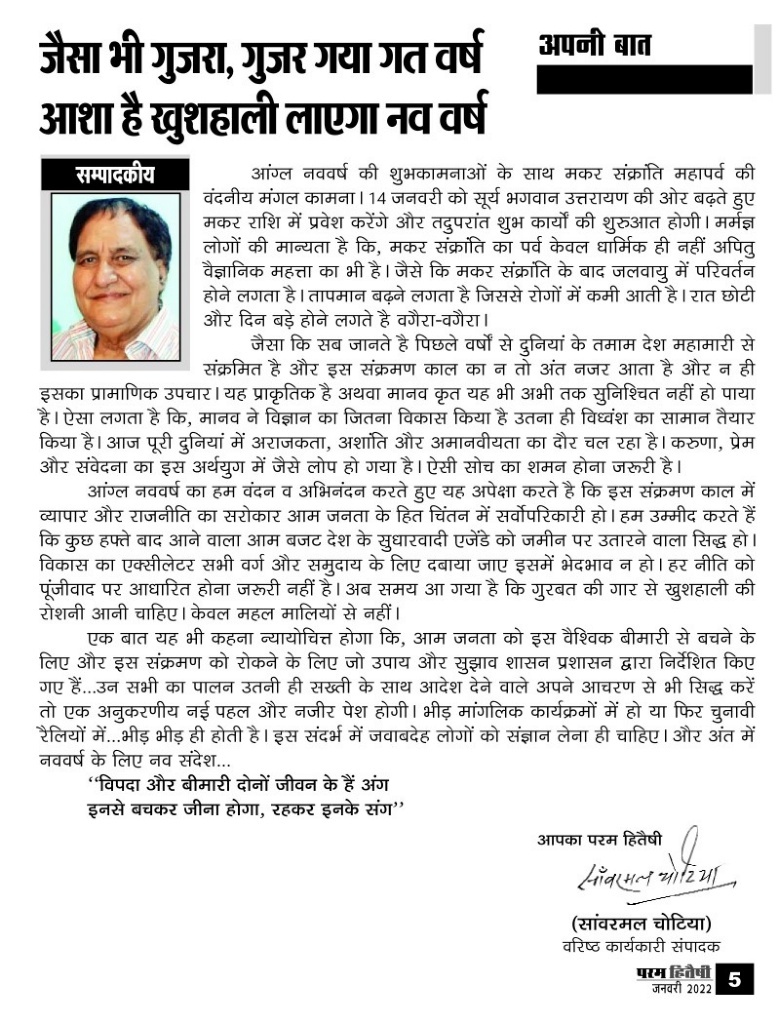 जैसा भी गुजरा, गुजर गया गत वर्ष
आशा है खुशहाली लाएगा नव वर्ष
अपनी बात
सम्पादकीय
आंग्ल नववर्ष की शुभकामनाओं के साथ मकर संक्रांति महापर्व की
वंदनीय मंगल कामना। 14 जनवरी को सूर्य भगवान उत्तरायण की ओर बढ़ते हुए
मकर राशि में प्रवेश करेंगे और तदुपरांत शुभ कार्यों की शुरुआत होगी। मर्मज्ञ
लोगों की मान्यता है कि, मकर संक्रांति का पर्व केवल धार्मिक ही नहीं अपितु
वैज्ञानिक महत्ता का भी है। जैसे कि मकर संक्रांति के बाद जलवायु में परिवर्तन
होने लगता है। तापमान बढ़ने लगता है जिससे रोगों में कमी आती है। रात छोटी
और दिन बड़े होने लगते है वगैरा-वगैरा।
जैसा कि सब जानते है पिछले वर्षों से दुनियां के तमाम देश महामारी से
संक्रमित है और इस संक्रमण काल का न तो अंत नजर आता है और न ही
इसका प्रामाणिक उपचार। यह प्राकृतिक है अथवा मानव कृत यह भी अभी तक सुनिश्चित नहीं हो पाया
है। ऐसा लगता है कि, मानव ने विज्ञान का जितना विकास किया है उतना ही विध्वंश का सामान तैयार
किया है। आज पूरी दुनियां में अराजकता, अशांति और अमानवीयता का दौर चल रहा है। करुणा, प्रेम
और संवेदना का इस अर्थयुग में जैसे लोप हो गया है। ऐसी सोच का शमन होना जरूरी है।
आंग्ल नववर्ष का हम वंदन व अभिनंदन करते हुए यह अपेक्षा करते है कि इस संक्रमण काल में
व्यापार और राजनीति का सरोकार आम जनता के हित चिंतन में सर्वोपरिकारी हो। हम उम्मीद करते हैं
कि कुछ हफ्ते बाद आने वाला आम बजट देश के सुधारवादी एजेंडे को जमीन पर उतारने वाला सिद्ध हो।
विकास का एक्सीलेटर सभी वर्ग और समुदाय के लिए दबाया जाए इसमें भेदभाव न हो। हर नीति को
पूंजीवाद पर आधारित होना जरूरी नहीं है। अब समय आ गया है कि गुरबत की गार से खुशहाली की
रोशनी आनी चाहिए। केवल महल मालियों से नहीं।
एक बात यह भी कहना न्यायोचित्त होगा कि, आम जनता को इस वैश्विक बीमारी से बचने के
लिए और इस संक्रमण को रोकने के लिए जो उपाय और सुझाव शासन प्रशासन द्वारा निर्देशित किए
गए हैं...उन सभी का पालन उतनी ही सख्ती के साथ आदेश देने वाले अपने आचरण से भी सिद्ध करें
तो एक अनुकरणीय नई पहल और नजीर पेश होगी। भीड़ मांगलिक कार्यक्रमों में हो या फिर चुनावी
रैलियों में...भीड़ भीड़ ही होती है। इस संदर्भ में जवाबदेह लोगों को संज्ञान लेना ही चाहिए। और अंत में
नववर्ष के लिए नव संदेश...
‘‘विपदा और बीमारी दोनों जीवन के हैं अंग
इनसे बचकर जीना होगा, रहकर इनके संग’’
आपका परम हितैषी
साँवरमल चोटिया
(सांवरमल चोटिया)
वरिष्ठ कार्यकारी संपादक
परम हितैषी
जनवरी 2022
5